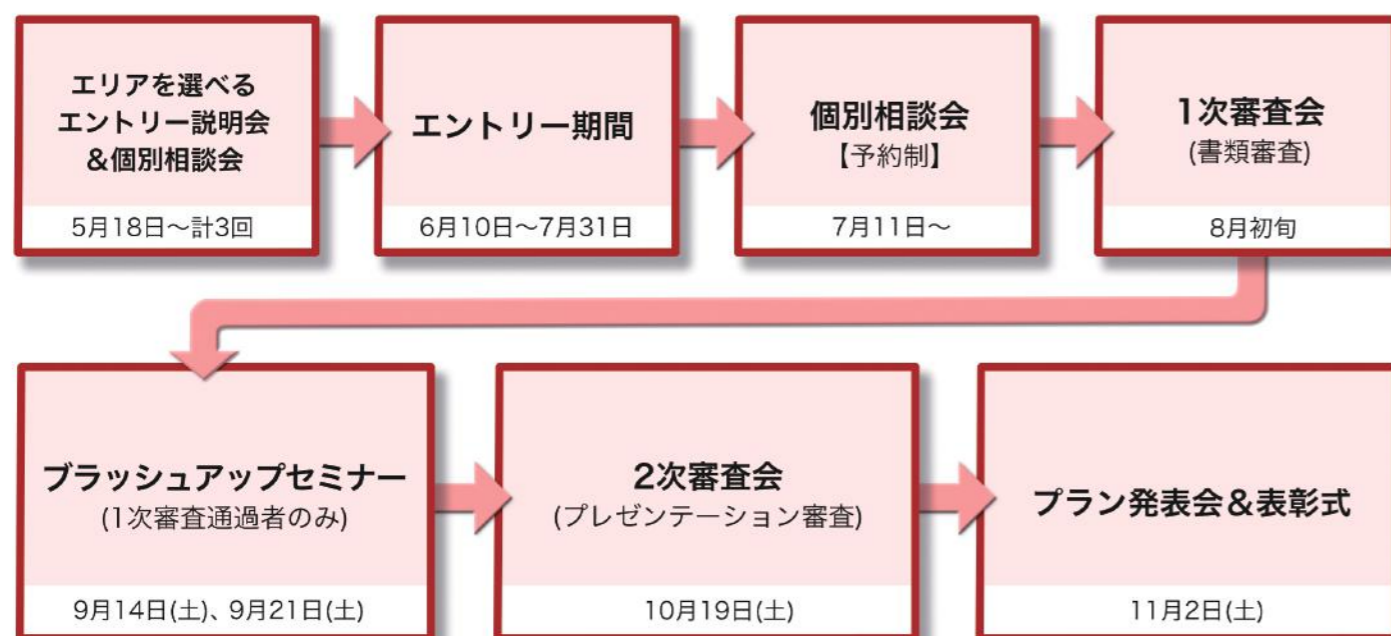 エリアを選べる
エントリー説明会
&個別相談会
5月18日〜計3回
エントリー期間
6月10日〜7月31日
個別相談会
【予約制】
7月11日〜
1次審査会
(書類審査)
8月初旬
ブラッシュアップセミナー
(1次審査通過者のみ)
9月14日(土)、9月21日(土)
2次審査会
(プレゼンテーション審査)
10月19日(土)
プラン発表会&表彰式
11月2日(土)